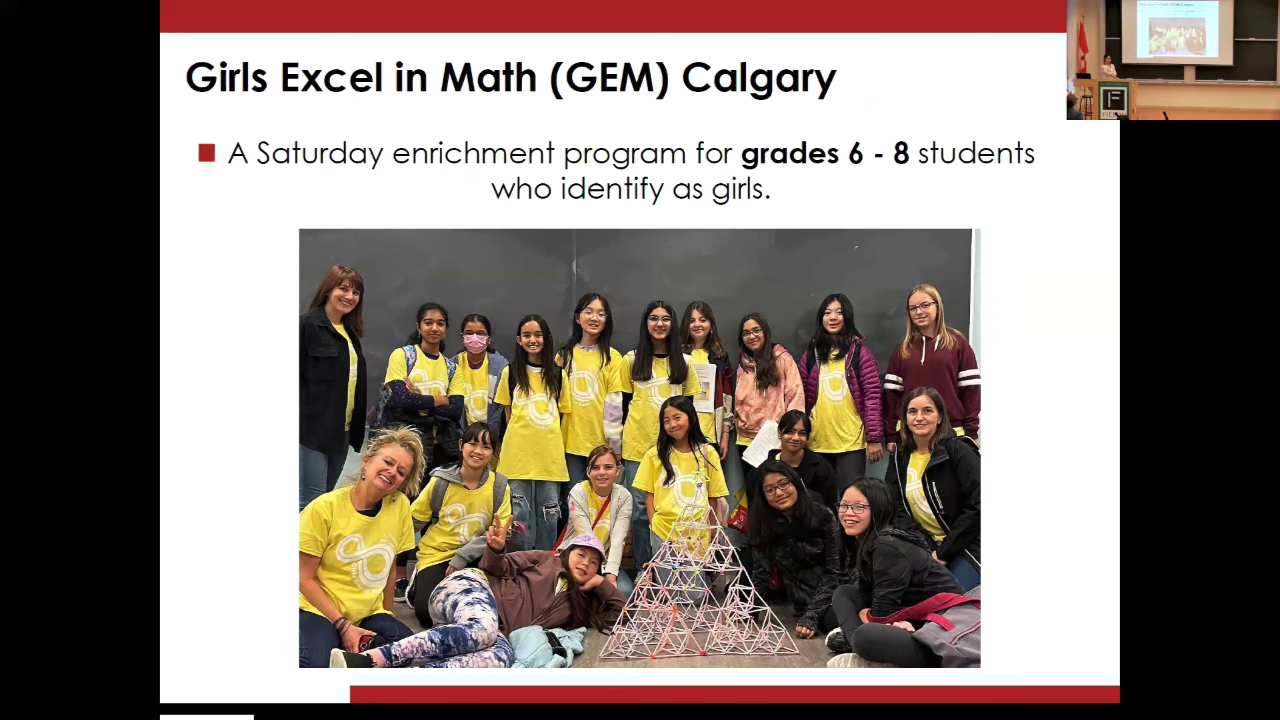 Girls Excel in Math (GEM) Calgary
A Saturday enrichment program for grades 6 - 8 students
who identify as girls.